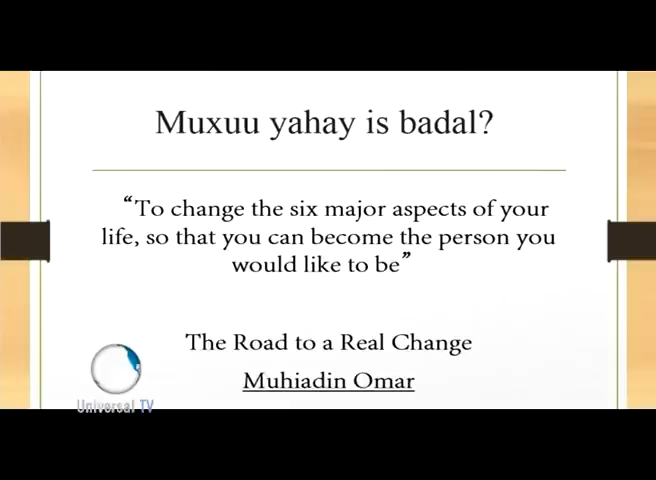 Muxuu yahay is badal?
“To change the six major aspects of your
life, so that you can become the person you
would like to be”
The Road to a Real Change
Muhiadin Omar
Universal TV